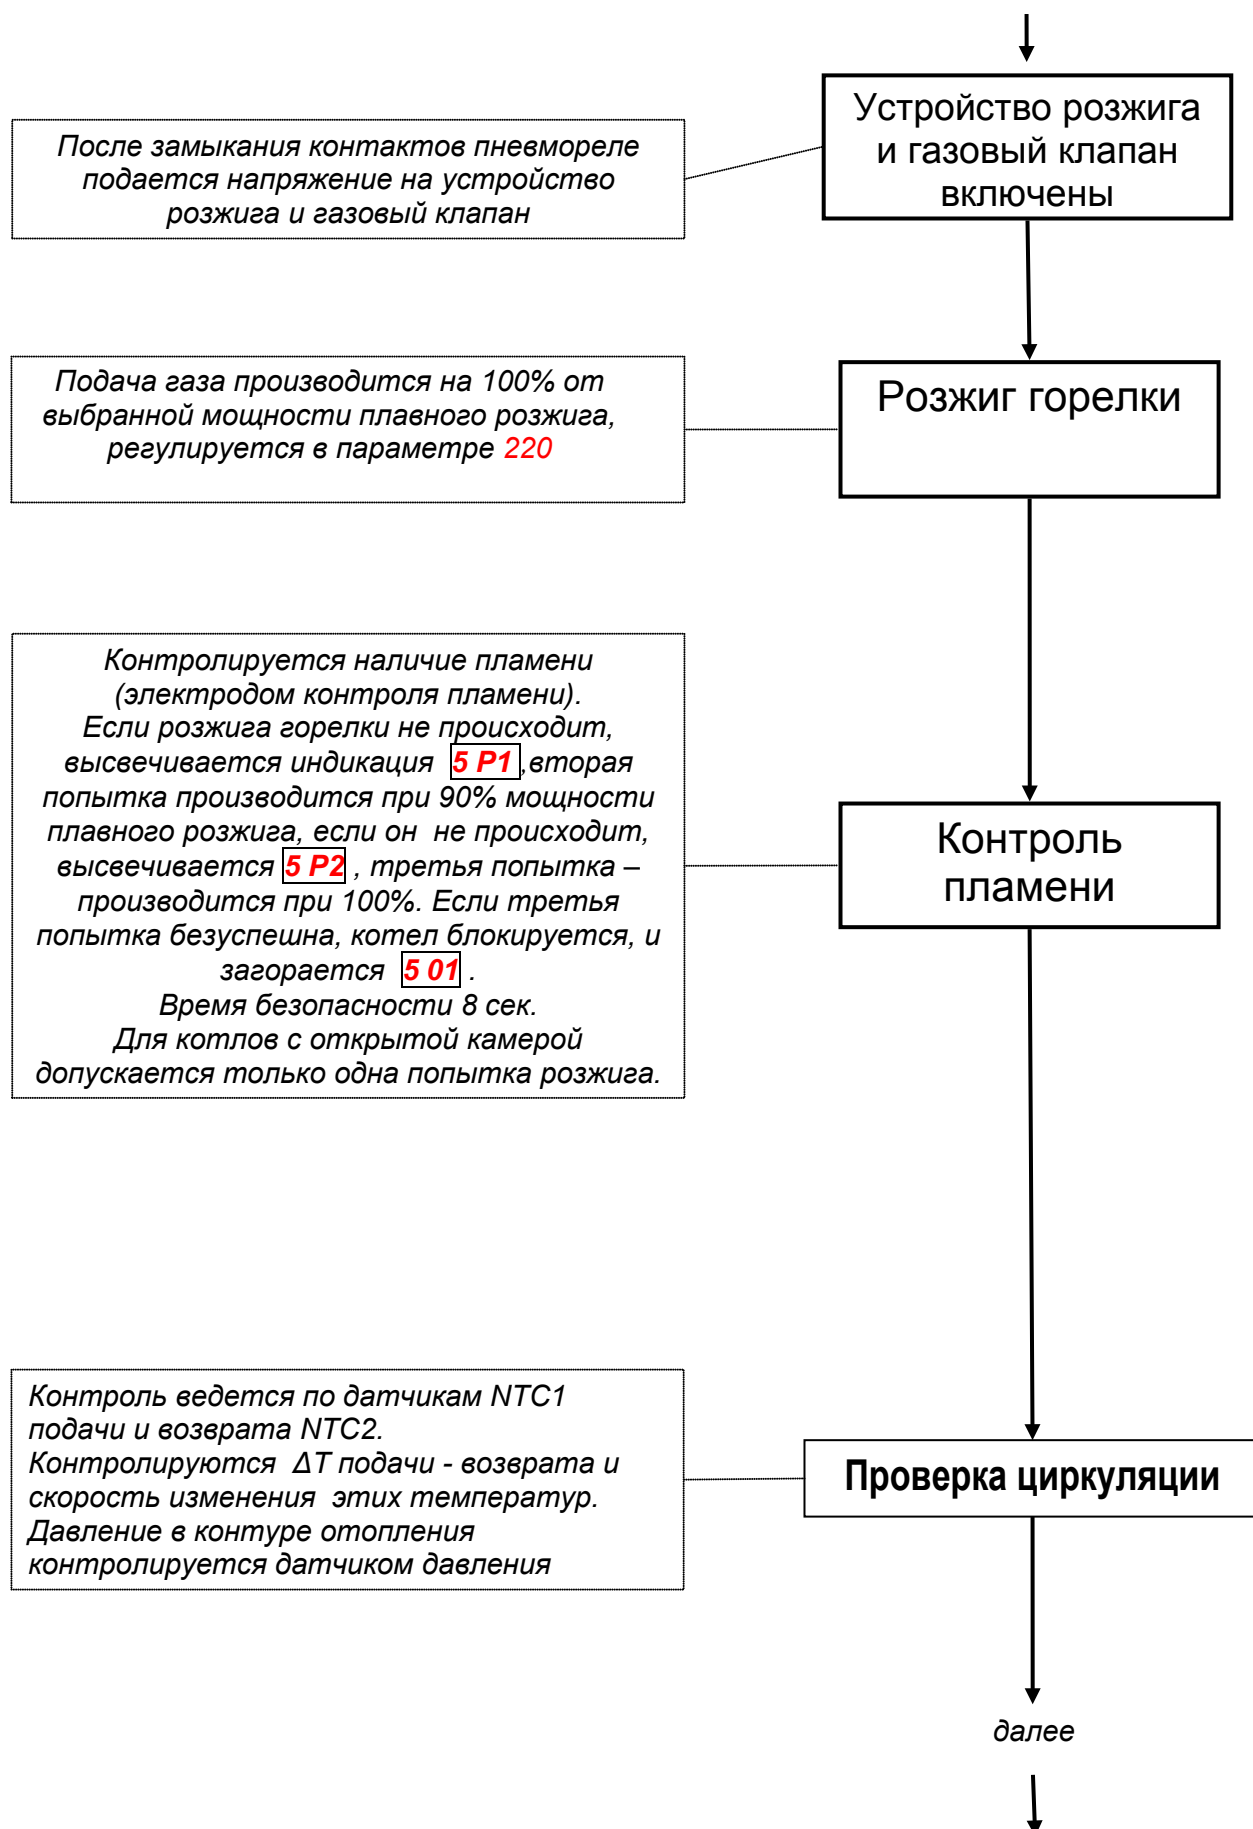 Устройство розжига
и газовый клапан
включены
После замыкания контактов пневмореле
подается напряжение на устройство
розжига и газовый клапан
Розжиг горелки
Подача газа производится на 100% от
выбранной мощности плавного розжига,
регулируется в параметре 220
Контролируется наличие пламени
(электродом контроля пламени).
Если розжига горелки не происходит,
высвечивается индикация 5 P1 ,вторая
попытка производится при 90% мощности
плавного розжига, если он не происходит,
высвечивается 5 P2 , третья попытка –
производится при 100%. Если третья
попытка безуспешна, котел блокируется, и
загорается 5 01 .
Время безопасности 8 сек.
Для котлов с открытой камерой
допускается только одна попытка розжига.
Контроль
пламени
Контроль ведется по датчикам NTC1
подачи и возврата NTC2.
Контролируются ΔT подачи - возврата и
скорость изменения этих температур.
Давление в контуре отопления
контролируется датчиком давления
Проверка циркуляции
далее